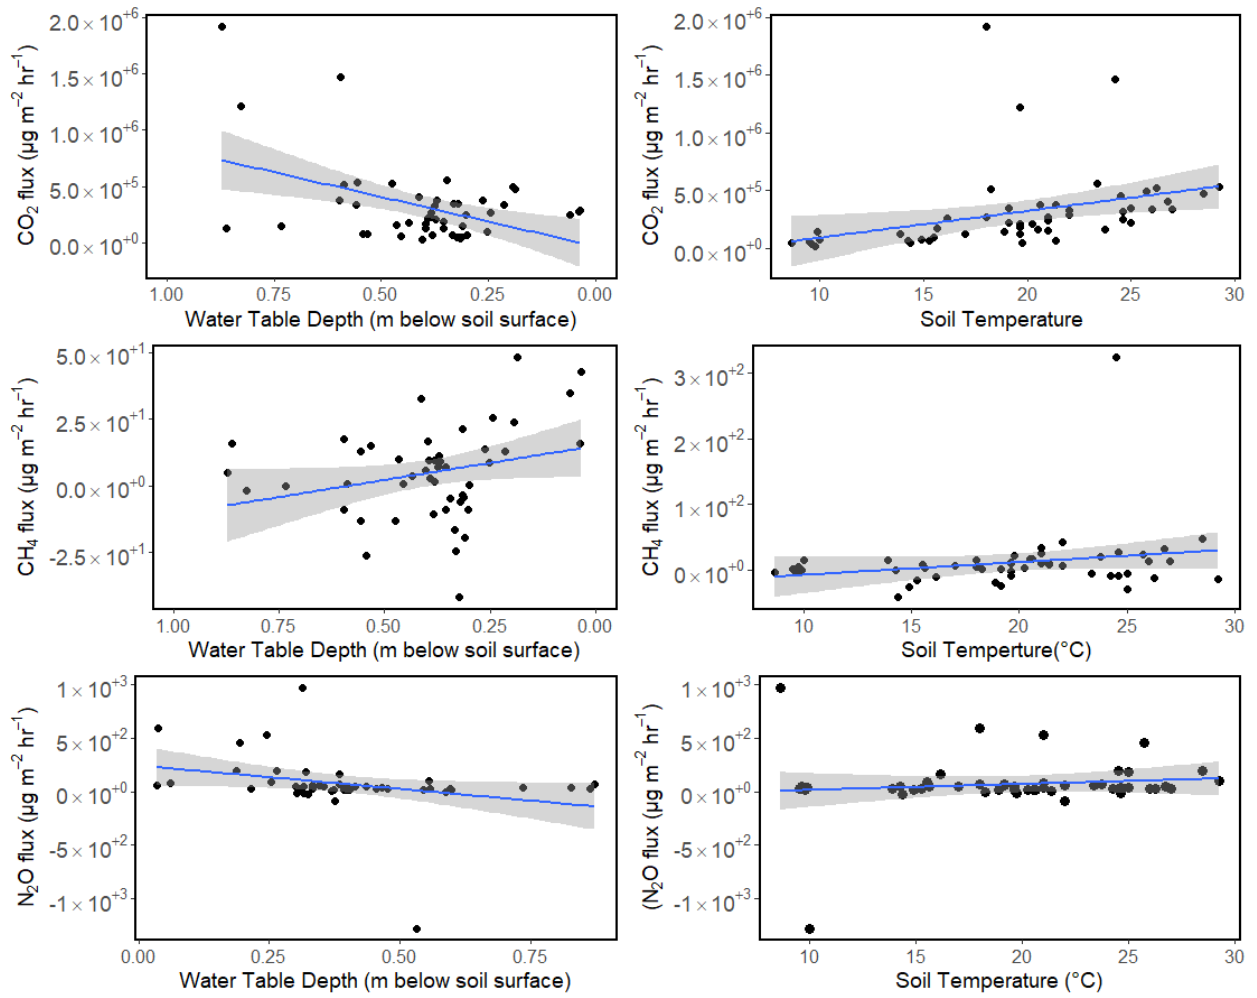 CO₂ flux (µg m⁻² hr⁻¹)
2.0 × 10⁺⁶
1.5 × 10⁺⁶
1.0 × 10⁺⁶
5.0 × 10⁺⁵
0.0 × 10⁺⁰
1.00 0.75 0.50 0.25 0.00
Water Table Depth (m below soil surface)
CO₂ flux (µg m⁻² hr⁻¹)
2.0 × 10⁺⁶
1.5 × 10⁺⁶
1.0 × 10⁺⁶
5.0 × 10⁺⁵
0.0 × 10⁺⁰
10 15 20 25 30
Soil Temperature
CH₄ flux (µg m⁻² hr⁻¹)
5.0 × 10⁺¹
2.5 × 10⁺¹
0.0 × 10⁺⁰
-2.5 × 10⁺¹
1.00 0.75 0.50 0.25 0.00
Water Table Depth (m below soil surface)
CH₄ flux (µg m⁻² hr⁻¹)
3 × 10⁺²
2 × 10⁺²
1 × 10⁺²
0 × 10⁺⁰
10 15 20 25 30
Soil Temperture(°C)
N₂O flux (µg m⁻² hr⁻¹)
1 × 10⁺³
5 × 10⁺²
0 × 10⁺⁰
-5 × 10⁺²
-1 × 10⁺³
0.00 0.25 0.50 0.75
Water Table Depth (m below soil surface)
(N₂O flux (µg m⁻² hr⁻¹)
1 × 10⁺³
5 × 10⁺²
0 × 10⁺⁰
-5 × 10⁺²
-1 × 10⁺³
10 15 20 25 30
Soil Temperature (°C)